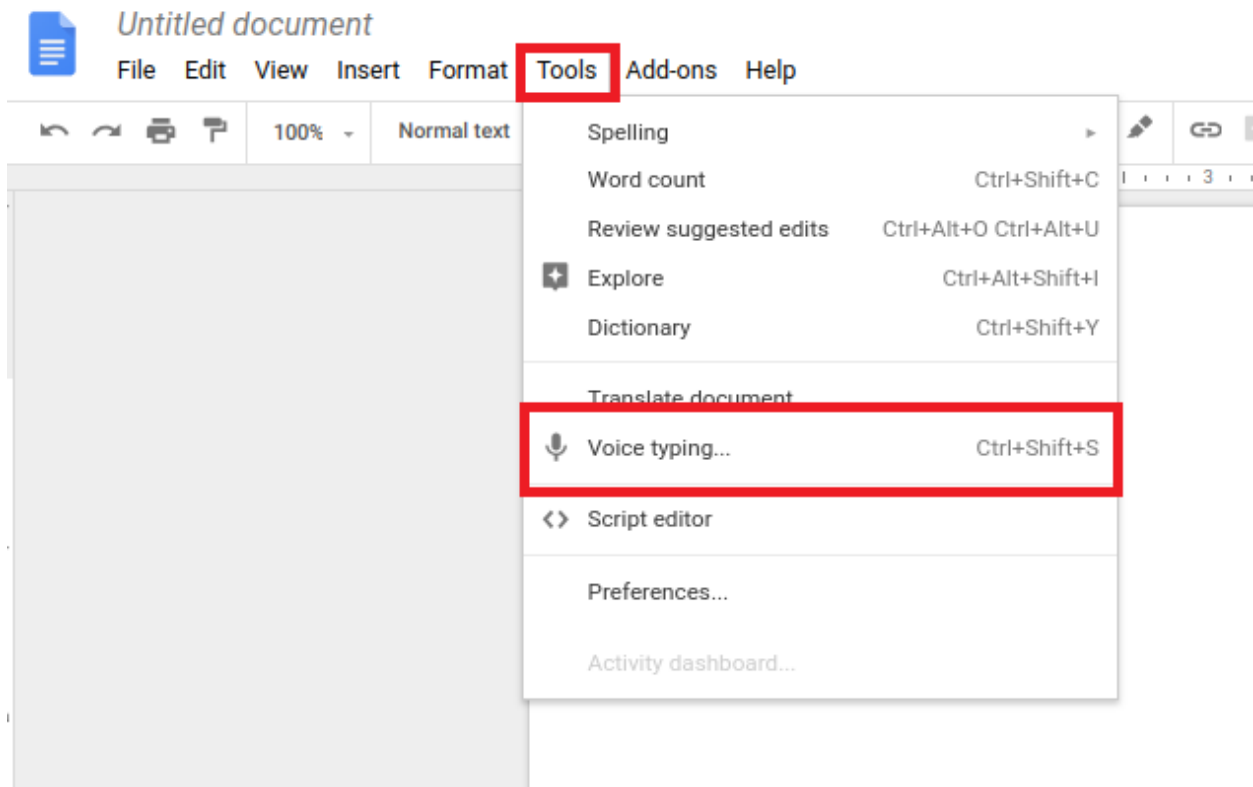 Untitled document
File Edit View Insert Format Tools Add-ons Help
100% Normal text
3
Spelling
Word count Ctrl+Shift+C
Review suggested edits Ctrl+Alt+O Ctrl+Alt+U
Explore Ctrl+Alt+Shift+I
Dictionary Ctrl+Shift+Y
Translate document
Voice typing... Ctrl+Shift+S
Script editor
Preferences...
Activity dashboard...